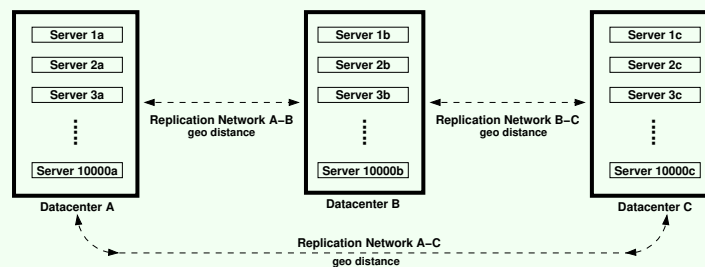 Server 1a
Server 2a
Server 3a
Server 10000a
Datacenter A
Replication Network A−B
geo distance
Server 1b
Server 2b
Server 3b
Server 10000b
Datacenter B
Replication Network B−C
geo distance
Server 1c
Server 2c
Server 3c
Server 10000c
Datacenter C
Replication Network A−C
geo distance